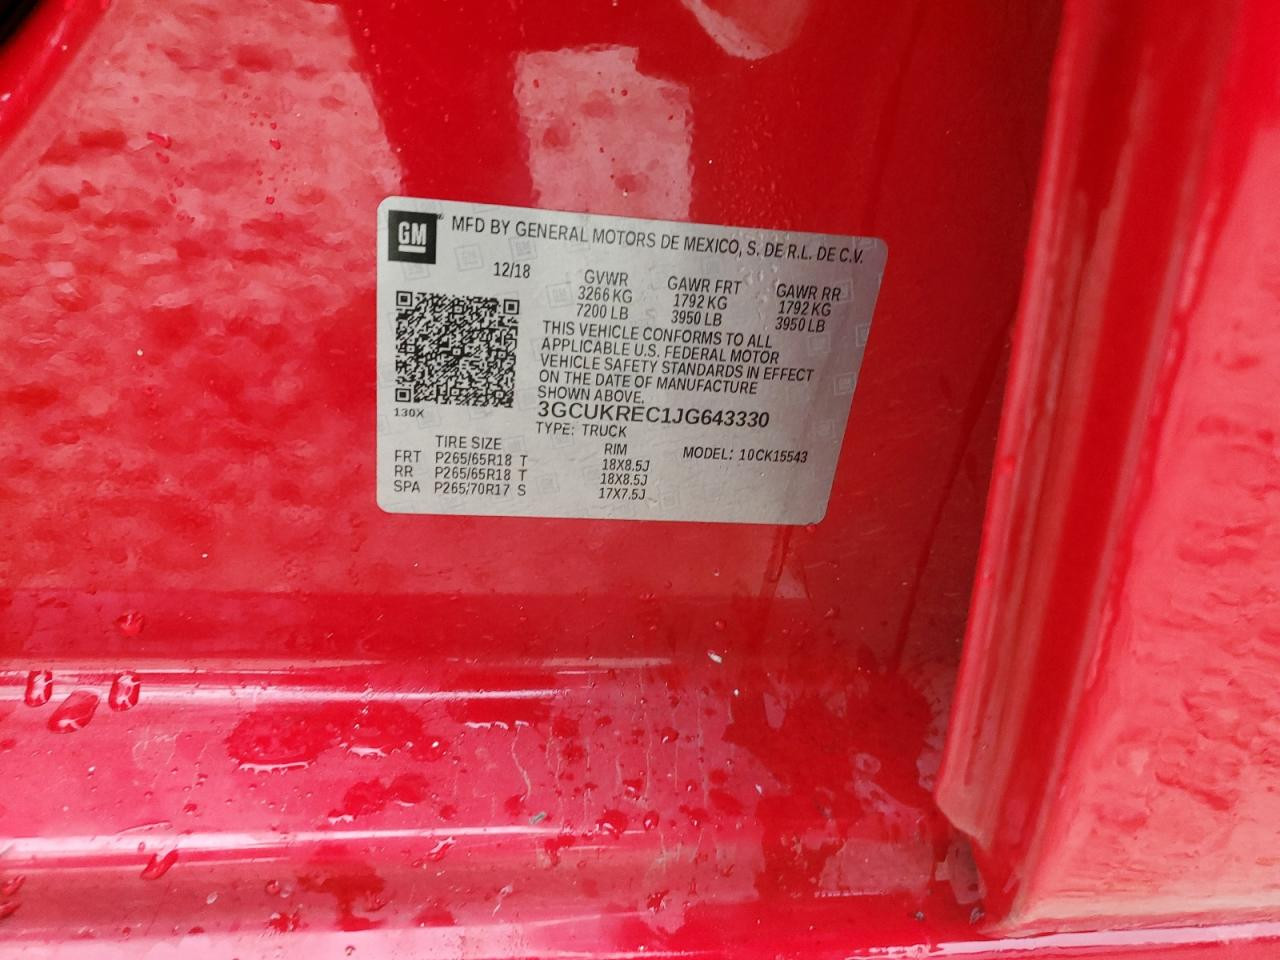 GM MFD BY GENERAL MOTORS DE MEXICO, S. DE R.L. DE C.V.
12/18 GVWR GAWR FRT GAWR RR
3266 KG 1792 KG 1792 KG
7200 LB 3950 LB 3950 LB
THIS VEHICLE CONFORMS TO ALL
APPLICABLE U.S. FEDERAL MOTOR
VEHICLE SAFETY STANDARDS IN EFFECT
ON THE DATE OF MANUFACTURE
SHOWN ABOVE.
130X 3GCUKREC1JG643330
TYPE: TRUCK
TIRE SIZE RIM MODEL: 10CK15543
FRT P265/65R18 T 18X8.5J
RR P265/65R18 T 18X8.5J
SPA P265/70R17 S 17X7.5J